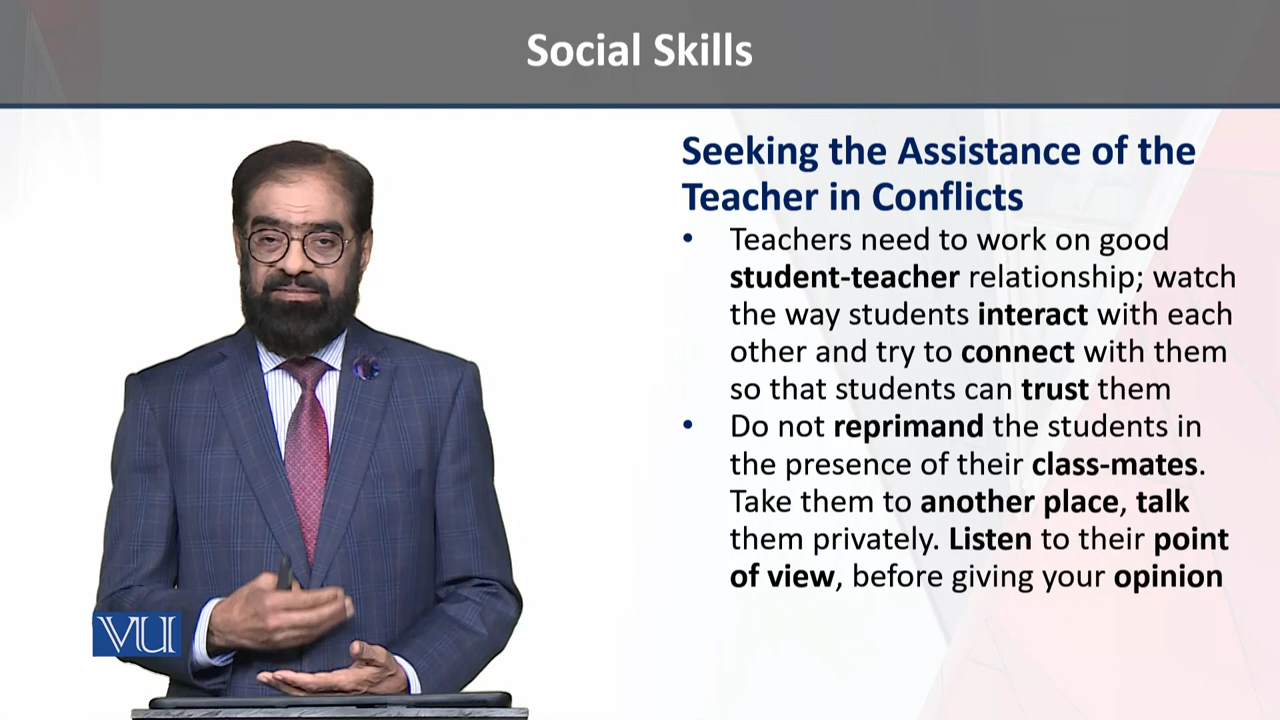 Social Skills
Seeking the Assistance of the
Teacher in Conflicts
• Teachers need to work on good
student-teacher relationship; watch
the way students interact with each
other and try to connect with them
so that students can trust them
• Do not reprimand the students in
the presence of their class-mates.
Take them to another place, talk
them privately. Listen to their point
of view, before giving your opinion
VU